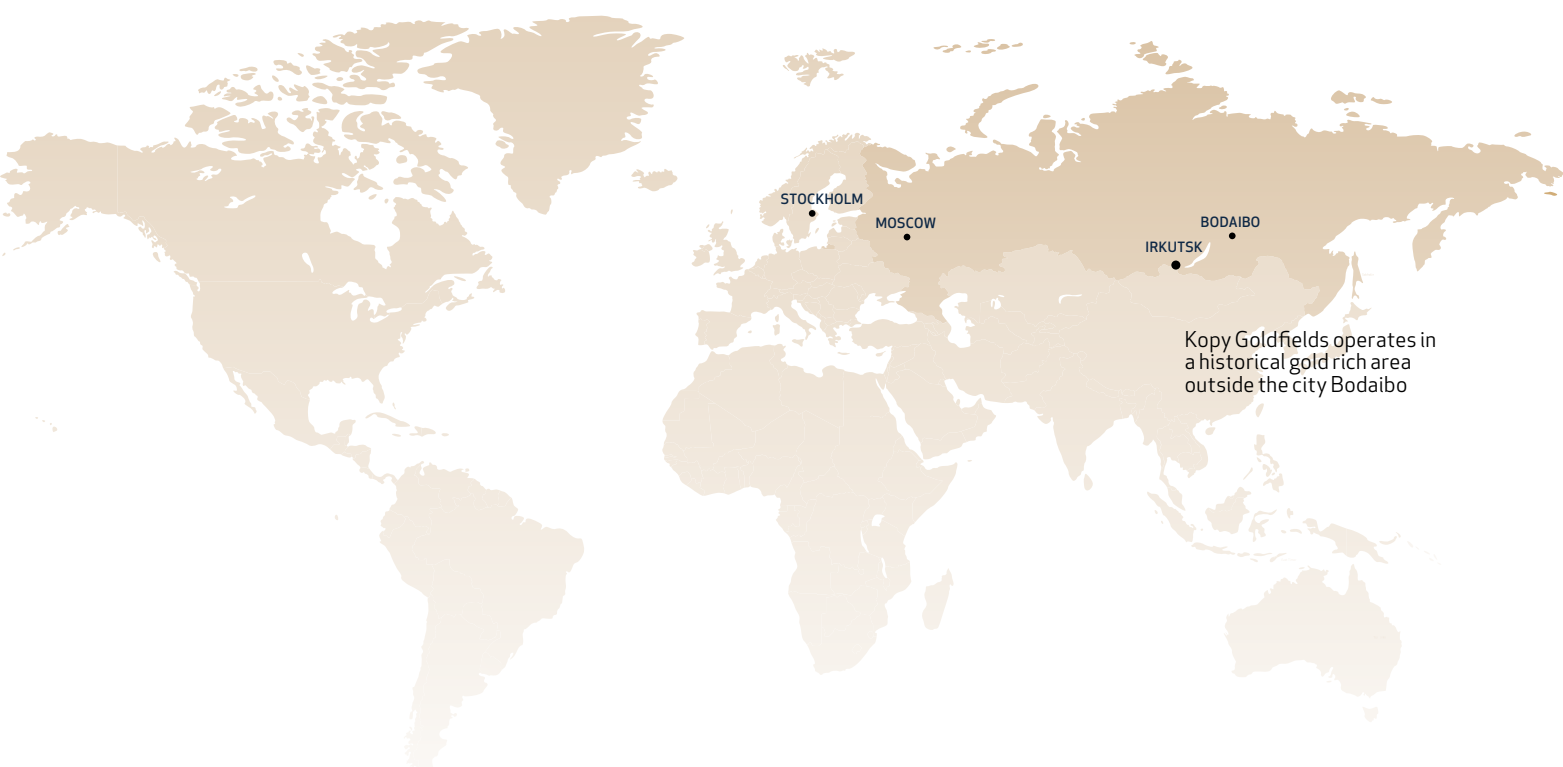 STOCKHOLM
MOSCOW
BODAIBO
IRKUTSK
Kopy Goldfields operates in
a historical gold rich area
outside the city Bodaibo